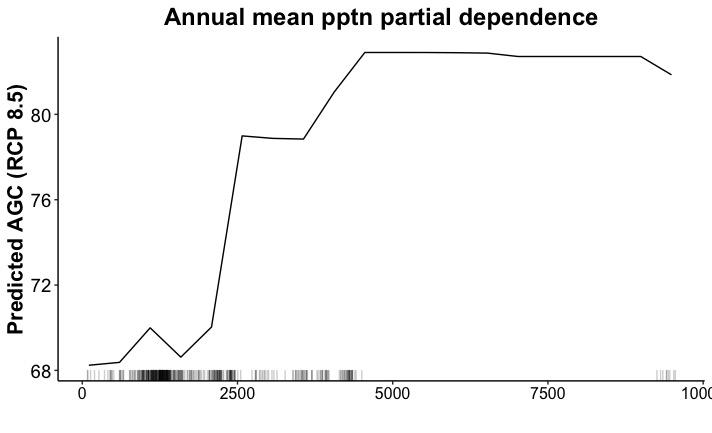 Annual mean pptn partial dependence
Predicted AGC (RCP 8.5)
80
76
72
68
0 2500 5000 7500 1000